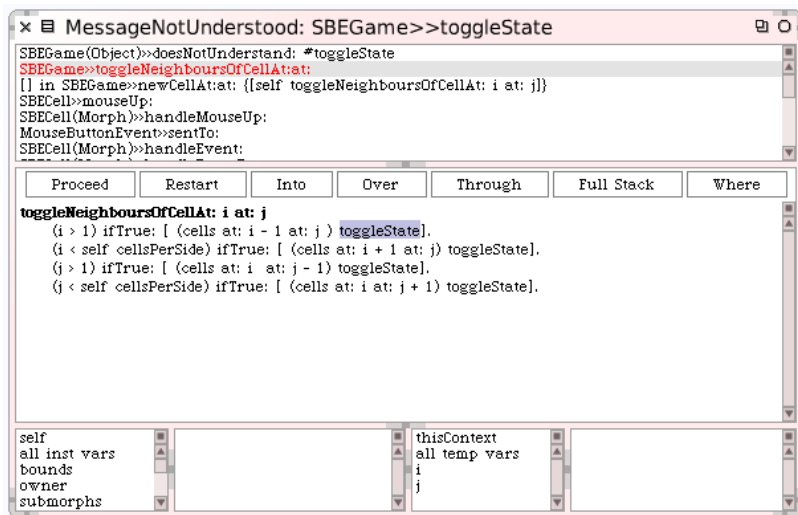 MessageNotUnderstood: SBEGame>>toggleState
SBEGame(Object)>>doesNotUnderstand: #toggleState
SBEGame>>toggleNeighboursOfCellAt:at:
[] in SBEGame>>newCellAt:at: {[self toggleNeighboursOfCellAt: i at: j]}
SBECell>>mouseUp:
SBECell(Morph)>>handleMouseUp:
MouseButtonEvent>>sentTo:
SBECell(Morph)>>handleEvent:
Proceed Restart Into Over Through Full Stack Where
toggleNeighboursOfCellAt: i at: j
(i > 1) ifTrue: [ (cells at: i - 1 at: j ) toggleState].
(i < self cellsPerSide) ifTrue: [ (cells at: i + 1 at: j) toggleState].
(j > 1) ifTrue: [ (cells at: i at: j - 1) toggleState].
(j < self cellsPerSide) ifTrue: [ (cells at: i at: j + 1) toggleState].
self
all inst vars
bounds
owner
submorphs
thisContext
all temp vars
i
j